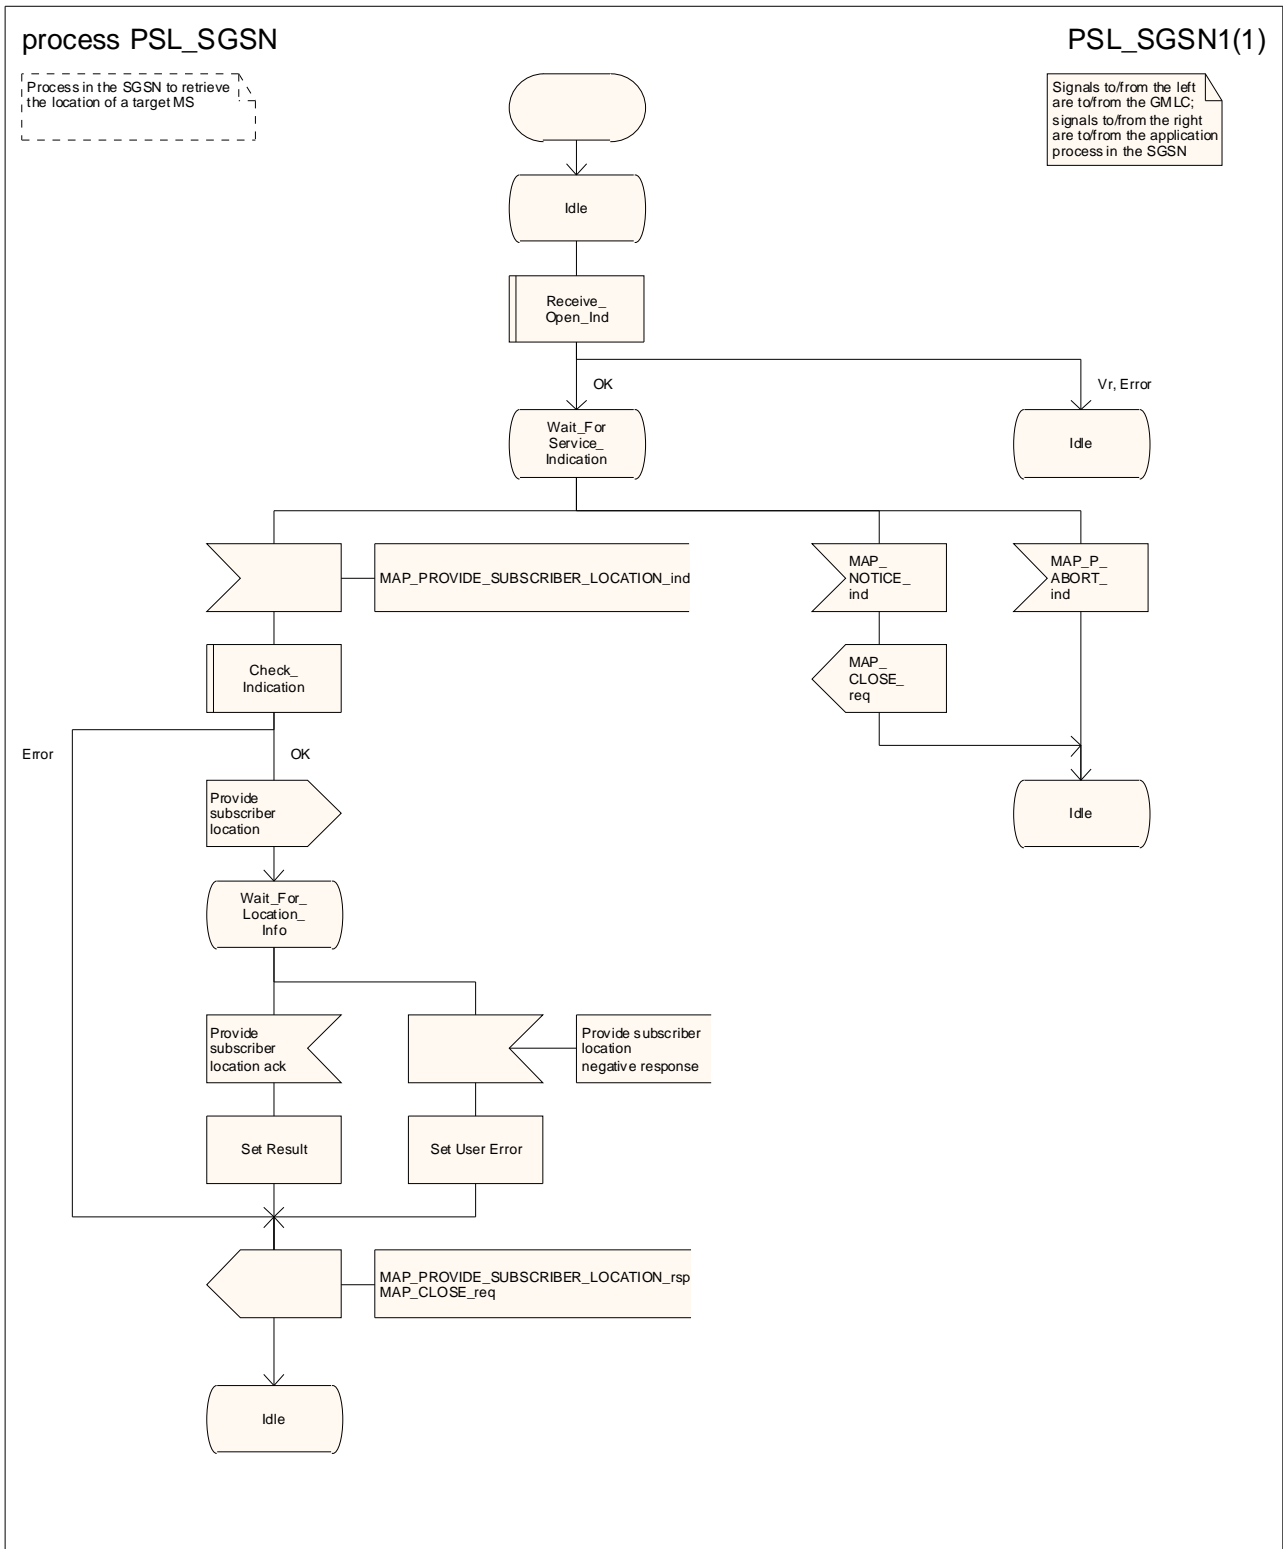 process PSL_SGSN
PSL_SGSN1(1)
Process in the SGSN to retrieve
the location of a target MS
Signals to/from the left
are to/from the GMLC;
signals to/from the right
are to/from the application
process in the SGSN
Idle
Receive_
Open_Ind
OK
Vr, Error
Wait_For
Service_
Indication
Idle
MAP_PROVIDE_SUBSCRIBER_LOCATION_ind
MAP_
NOTICE_
ind
MAP_P_
ABORT_
ind
Check_
Indication
MAP_
CLOSE_
req
Error
OK
Provide
subscriber
location
Idle
Wait_For_
Location_
Info
Provide
subscriber
location ack
Provide subscriber
location
negative response
Set Result
Set User Error
MAP_PROVIDE_SUBSCRIBER_LOCATION_rsp
MAP_CLOSE_req
Idle